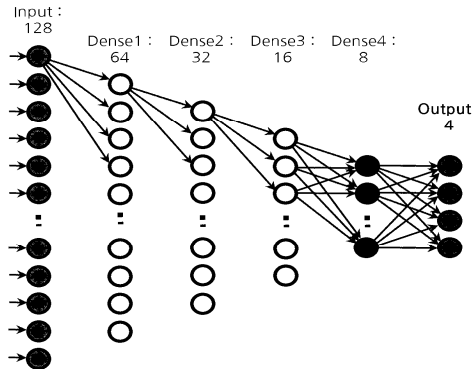 Input：
128
Dense1：
64
Dense2：
32
Dense3：
16
Dense4：
8
Output
4